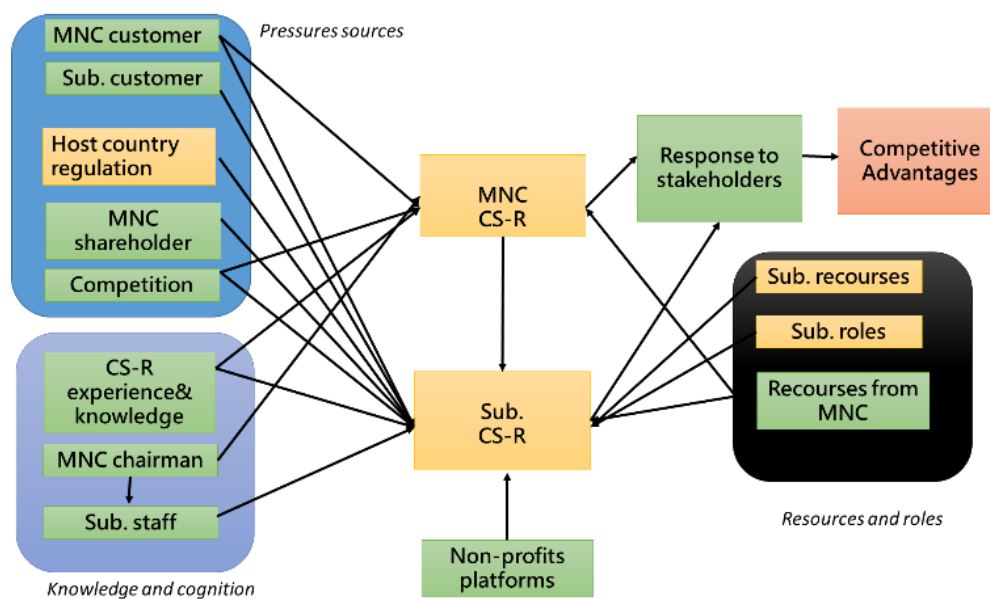 Pressures sources
MNC customer
Sub. customer
Host country
regulation
MNC
shareholder
Competition
CS-R
experience&
knowledge
MNC chairman
Sub. staff
Knowledge and cognition
MNC
CS-R
Sub.
CS-R
Non-profits
platforms
Response to
stakeholders
Competitive
Advantages
Sub. recourses
Sub. roles
Recourses from
MNC
Resources and roles